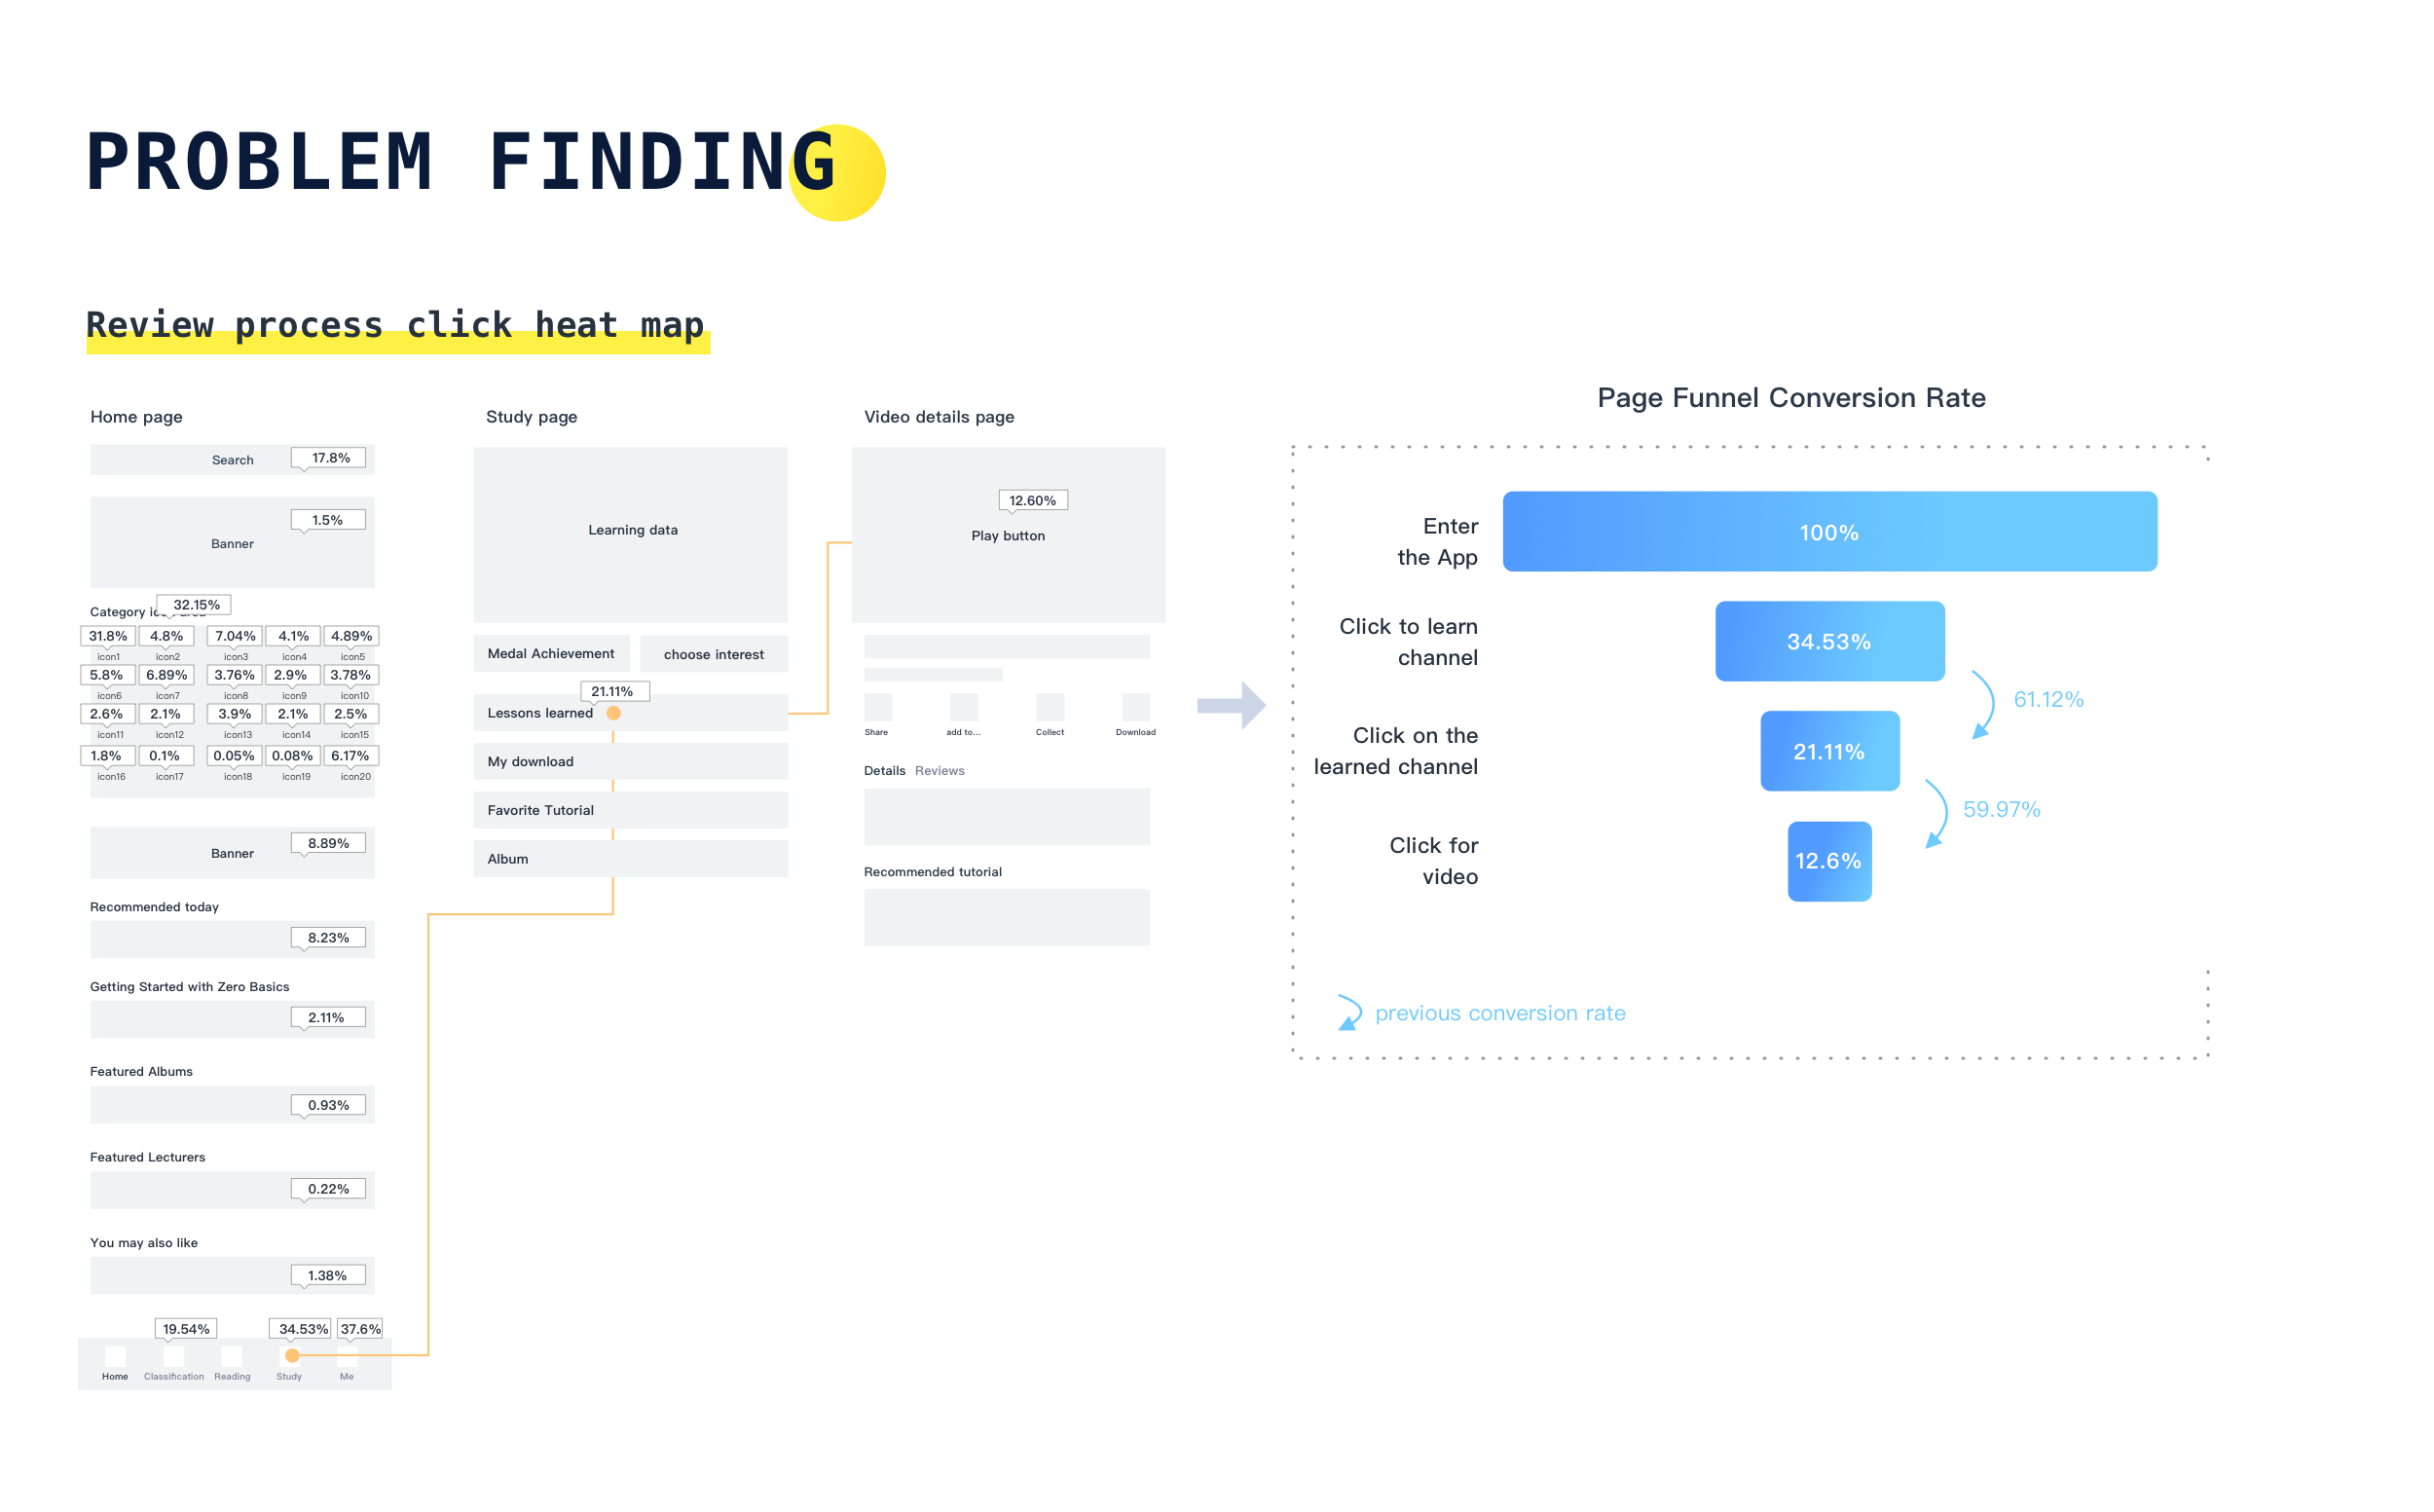 PROBLEM FINDING
Review process click heat map
Home page
Search
17.8%
1.5%
Banner
32.15%
Category
31.8% 4.8% 7.04% 4.1% 4.89%
icon1 icon2 icon3 icon4 icon5
5.8% 6.89% 3.76% 2.9% 3.78%
icon6 icon7 icon8 icon9 icon10
2.6% 2.1% 3.9% 2.1% 2.5%
icon11 icon12 icon13 icon14 icon15
1.8% 0.1% 0.05% 0.08% 6.17%
icon16 icon17 icon18 icon19 icon20
8.89%
Banner
Recommended today
8.23%
Getting Started with Zero Basics
2.11%
Featured Albums
0.93%
Featured Lecturers
0.22%
You may also like
1.38%
19.54% 34.53% 37.6%
Home Classification Reading Study Me
Study page
Learning data
Medal Achievement choose interest
21.11%
Lessons learned
My download
Favorite Tutorial
Album
Video details page
12.60%
Play button
Share add to... Collect Download
Details Reviews
Recommended tutorial
Page Funnel Conversion Rate
Enter
the App
100%
Click to learn
channel
34.53%
61.12%
Click on the
learned channel
21.11%
59.97%
Click for
video
12.6%
previous conversion rate